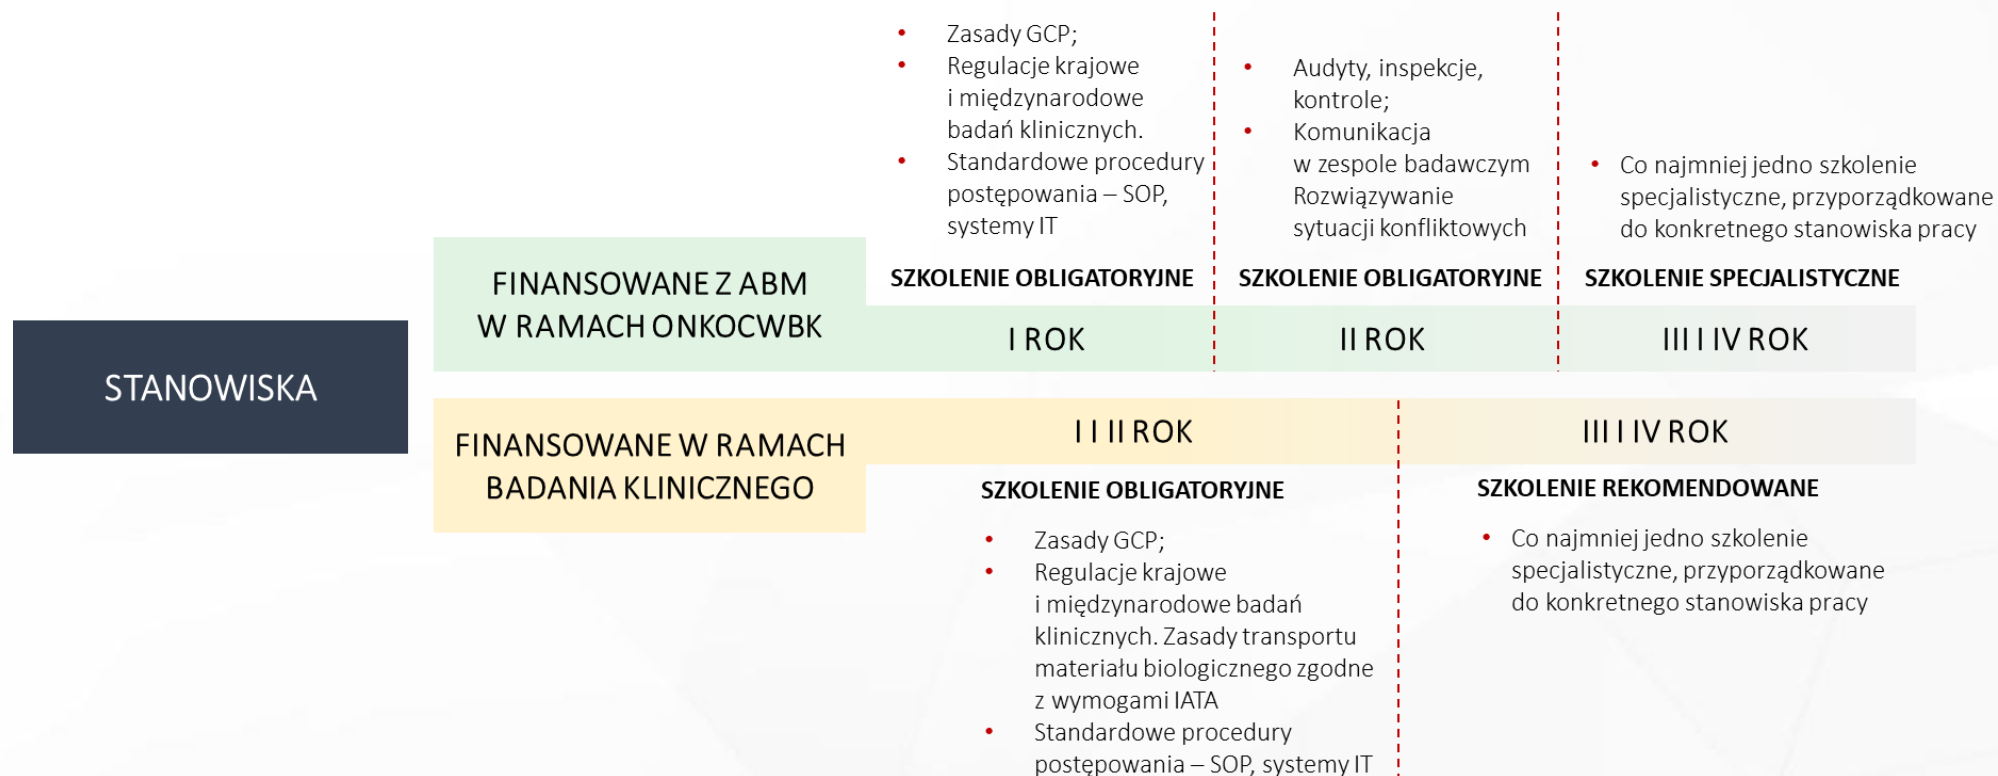 • Zasady GCP;
• Regulacje krajowe
i międzynarodowe
badań klinicznych.
• Standardowe procedury
postępowania – SOP,
systemy IT
• Audyty, inspekcje,
kontrole;
• Komunikacja
w zespole badawczym
Rozwiązywanie
sytuacji konfliktowych
• Co najmniej jedno szkolenie
specjalistyczne, przyporządkowane
do konkretnego stanowiska pracy
STANOWISKA
FINANSOWANE Z ABM
W RAMACH ONKOCWBK
SZKOLENIE OBLIGATORYJNE
I ROK
SZKOLENIE OBLIGATORYJNE
II ROK
SZKOLENIE SPECJALISTYCZNE
III I IV ROK
FINANSOWANE W RAMACH
BADANIA KLINICZNEGO
I I II ROK
SZKOLENIE OBLIGATORYJNE
• Zasady GCP;
• Regulacje krajowe
i międzynarodowe badań
klinicznych. Zasady transportu
materiału biologicznego zgodne
z wymogami IATA
• Standardowe procedury
postępowania – SOP, systemy IT
III I IV ROK
SZKOLENIE REKOMENDOWANE
• Co najmniej jedno szkolenie
specjalistyczne, przyporządkowane
do konkretnego stanowiska pracy